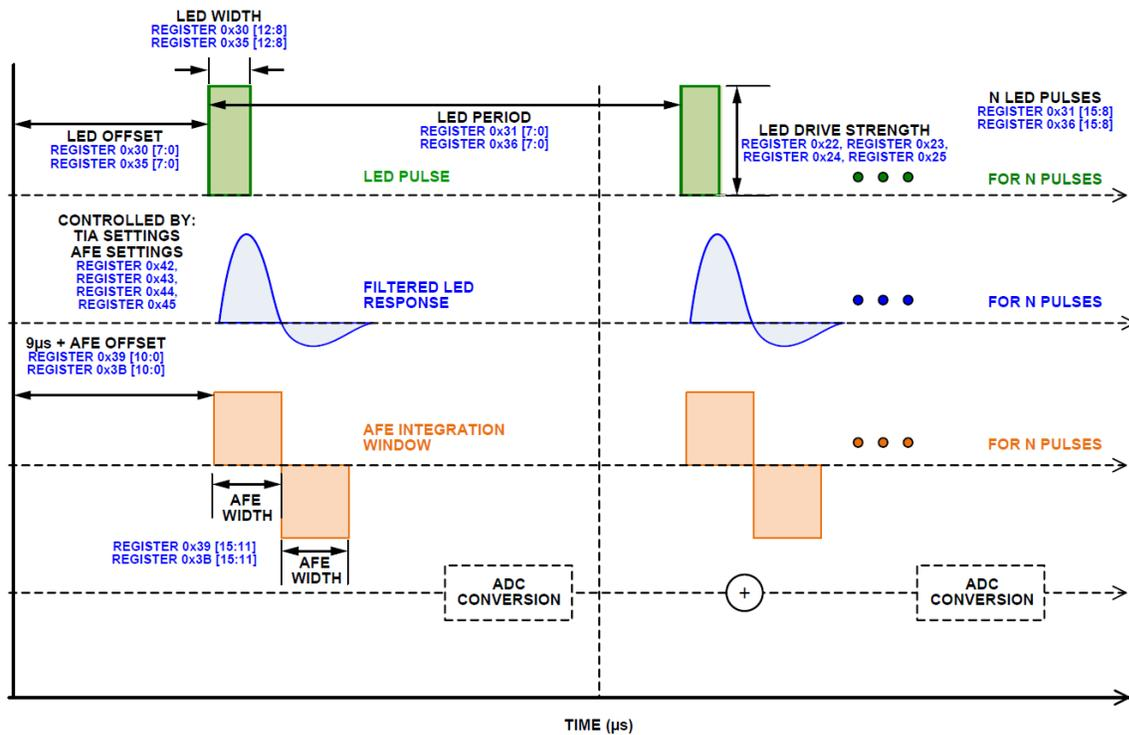 LED WIDTH
REGISTER 0x30 [12:8]
REGISTER 0x35 [12:8]
LED OFFSET
REGISTER 0x30 [7:0]
REGISTER 0x35 [7:0]
LED PERIOD
REGISTER 0x31 [7:0]
REGISTER 0x36 [7:0]
LED DRIVE STRENGTH
REGISTER 0x22, REGISTER 0x23,
REGISTER 0x24, REGISTER 0x25
N LED PULSES
REGISTER 0x31 [15:8]
REGISTER 0x36 [15:8]
LED PULSE
FOR N PULSES
CONTROLLED BY:
TIA SETTINGS
AFE SETTINGS
REGISTER 0x42,
REGISTER 0x43,
REGISTER 0x44,
REGISTER 0x45
FILTERED LED
RESPONSE
FOR N PULSES
9µs + AFE OFFSET
REGISTER 0x39 [10:0]
REGISTER 0x3B [10:0]
AFE INTEGRATION
WINDOW
FOR N PULSES
AFE
WIDTH
REGISTER 0x39 [15:11]
REGISTER 0x3B [15:11]
AFE
WIDTH
ADC
CONVERSION
+
ADC
CONVERSION
TIME (µs)